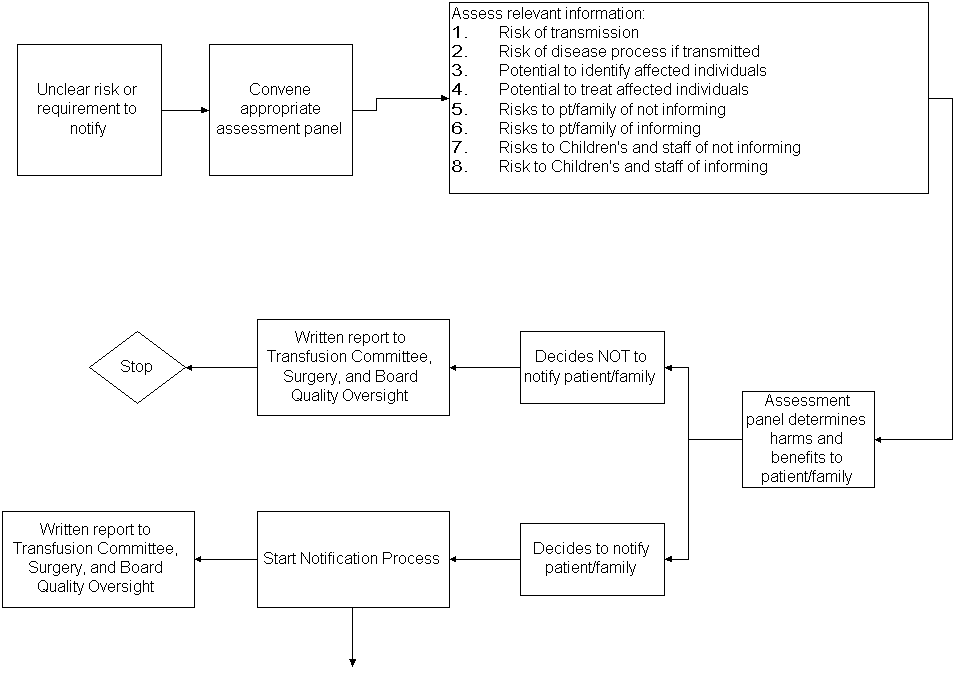 Unclear risk or
requirement to
notify
Convene
appropriate
assessment panel
Assess relevant information:
1. Risk of transmission
2. Risk of disease process if transmitted
3. Potential to identify affected individuals
4. Potential to treat affected individuals
5. Risks to pt/family of not informing
6. Risks to pt/family of informing
7. Risks to Children's and staff of not informing
8. Risk to Children's and staff of informing
Stop
Written report to
Transfusion Committee,
Surgery, and Board
Quality Oversight
Decides NOT to
notify patient/family
Assessment
panel determines
harms and
benefits to
patient/family
Written report to
Transfusion Committee,
Surgery, and Board
Quality Oversight
Start Notification Process
Decides to notify
patient/family